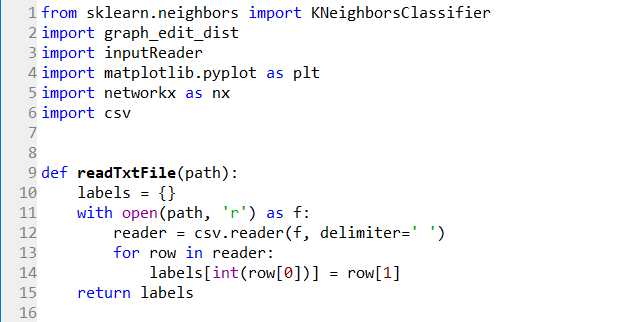 1 from sklearn.neighbors import KNeighborsClassifier
2 import graph_edit_dist
3 import inputReader
4 import matplotlib.pyplot as plt
5 import networkx as nx
6 import csv
7
8
9 def readTxtFile(path):
10     labels = {}
11     with open(path, 'r') as f:
12         reader = csv.reader(f, delimiter=' ')
13         for row in reader:
14             labels[int(row[0])] = row[1]
15     return labels
16